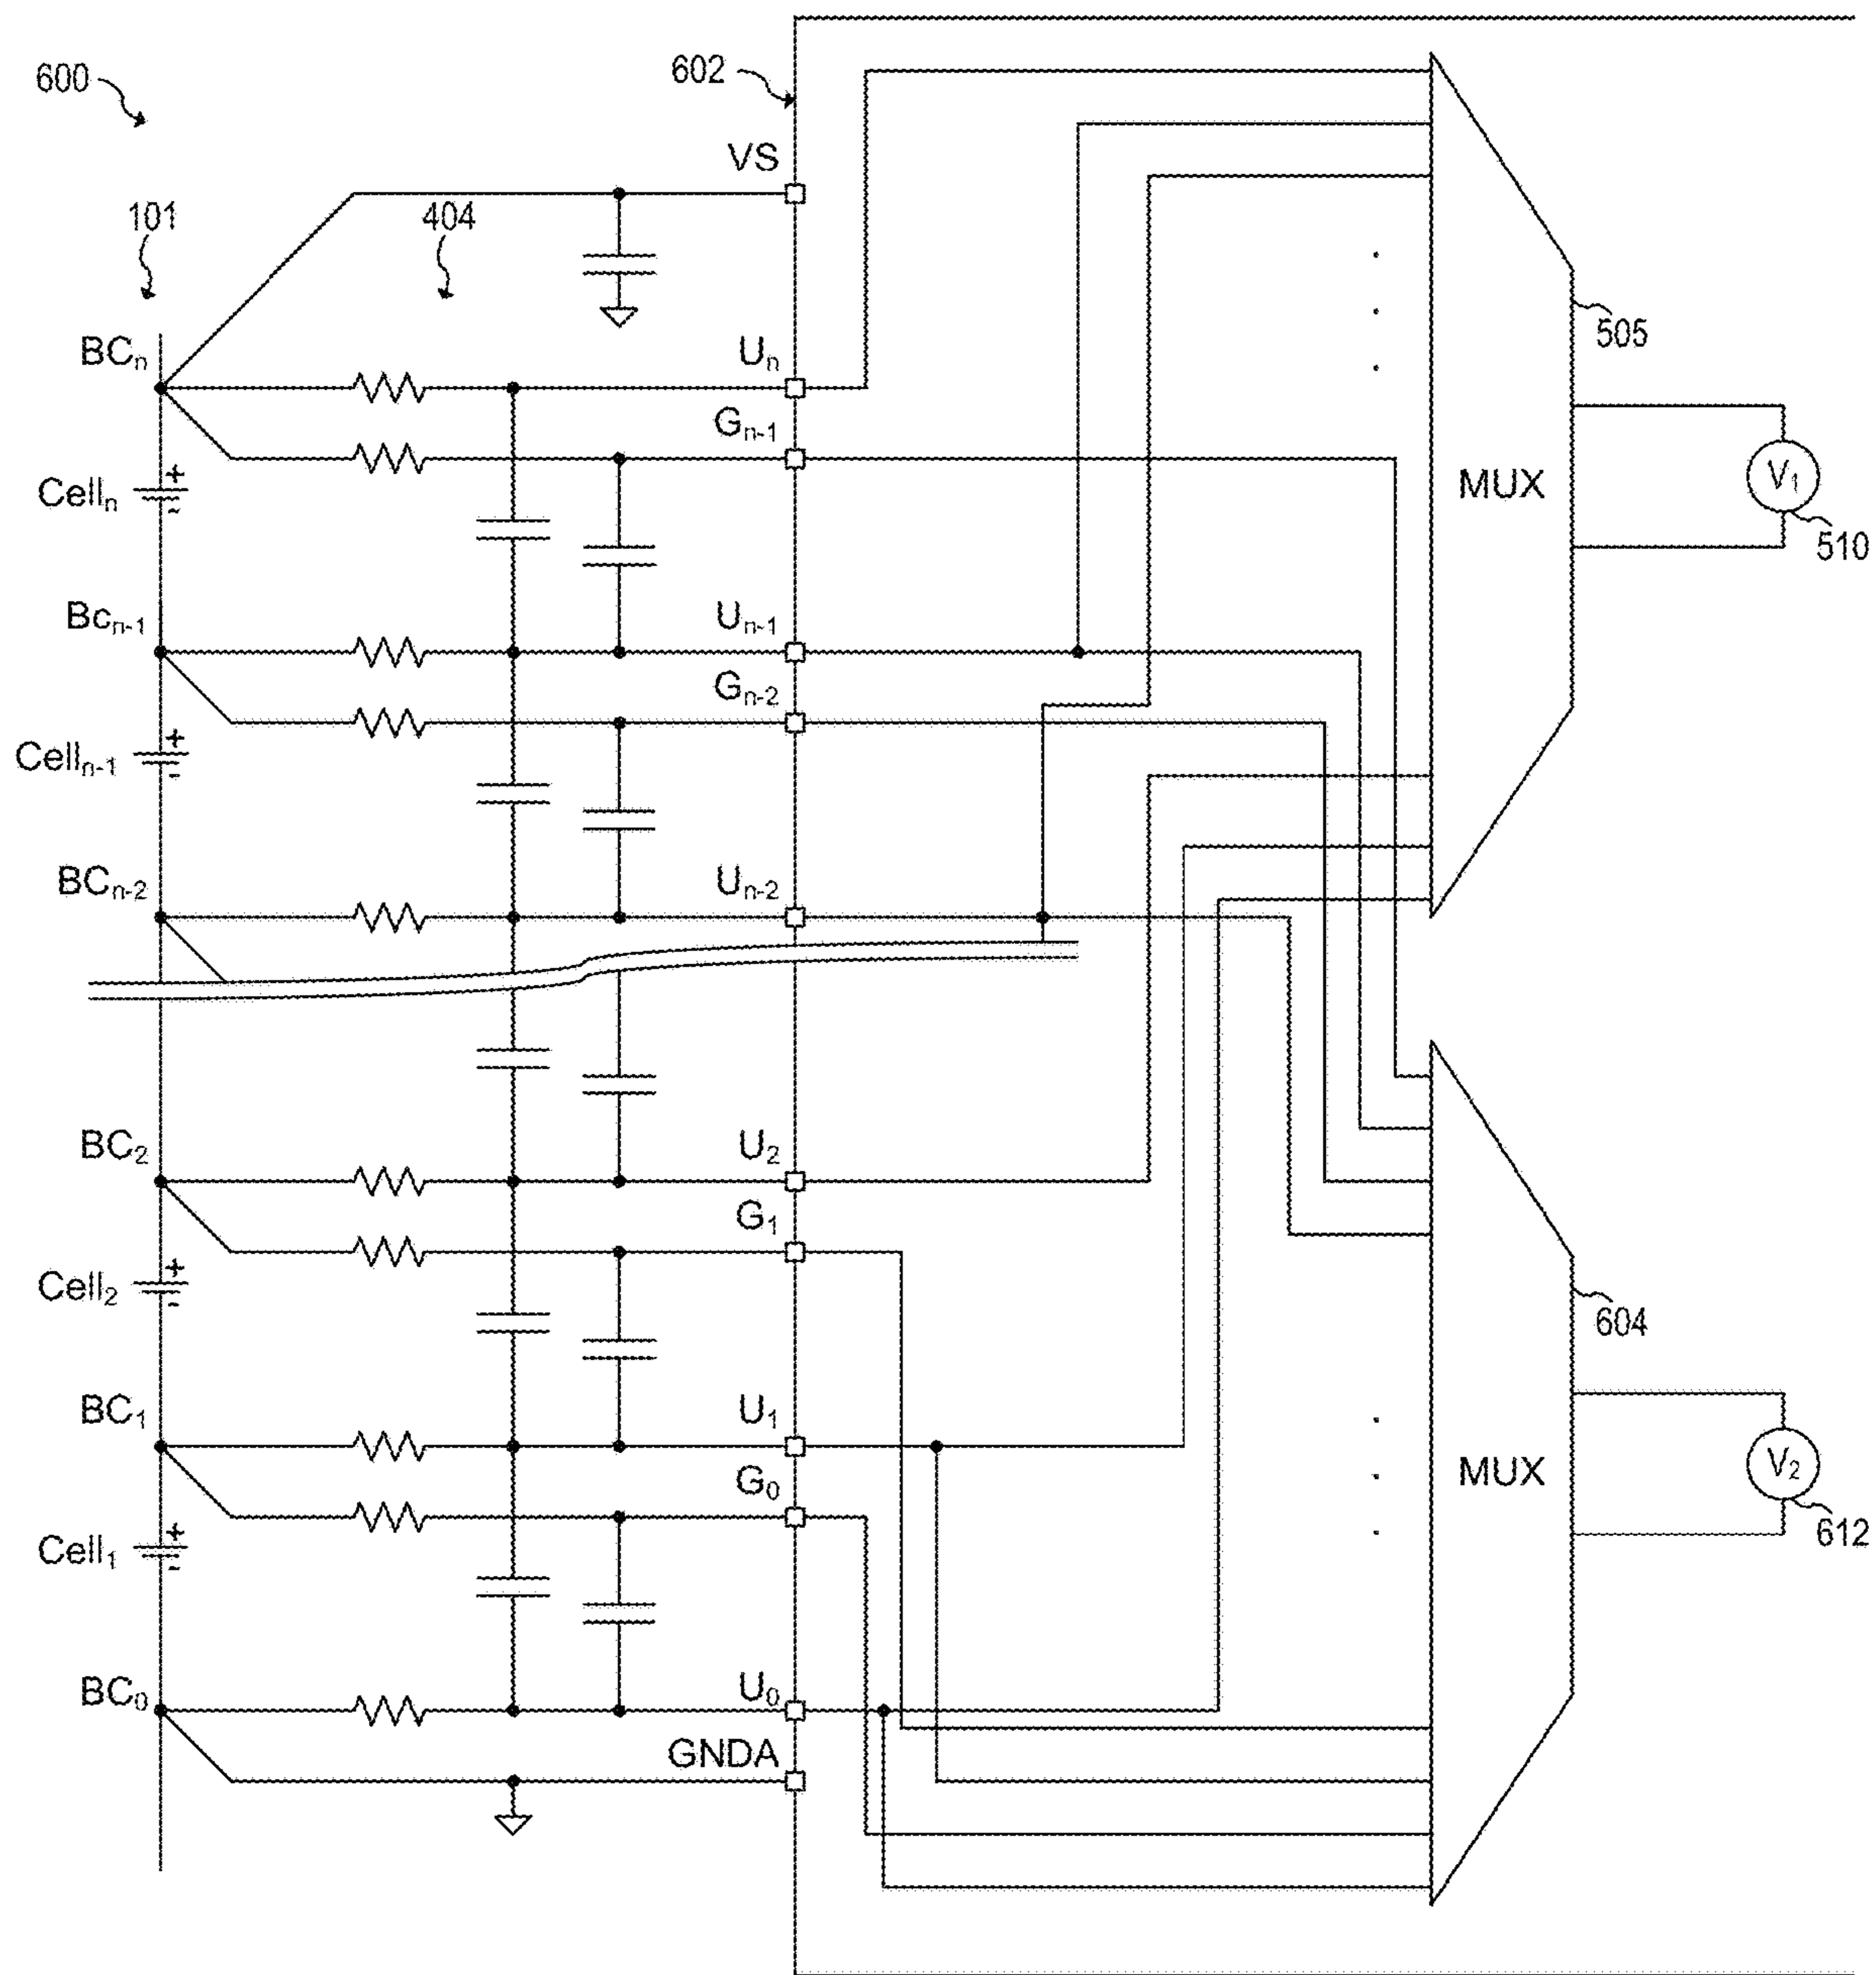 600
602
VS
101
404
BCn
Un
505
Gn-1
Celln
MUX
V1
510
Bcn-1
Un-1
Gn-2
Celln-1
BCn-2
Un-2
BC2
U2
G1
Cell2
604
BC1
U1
G0
MUX
V2
612
Cell1
BC0
U0
GNDA